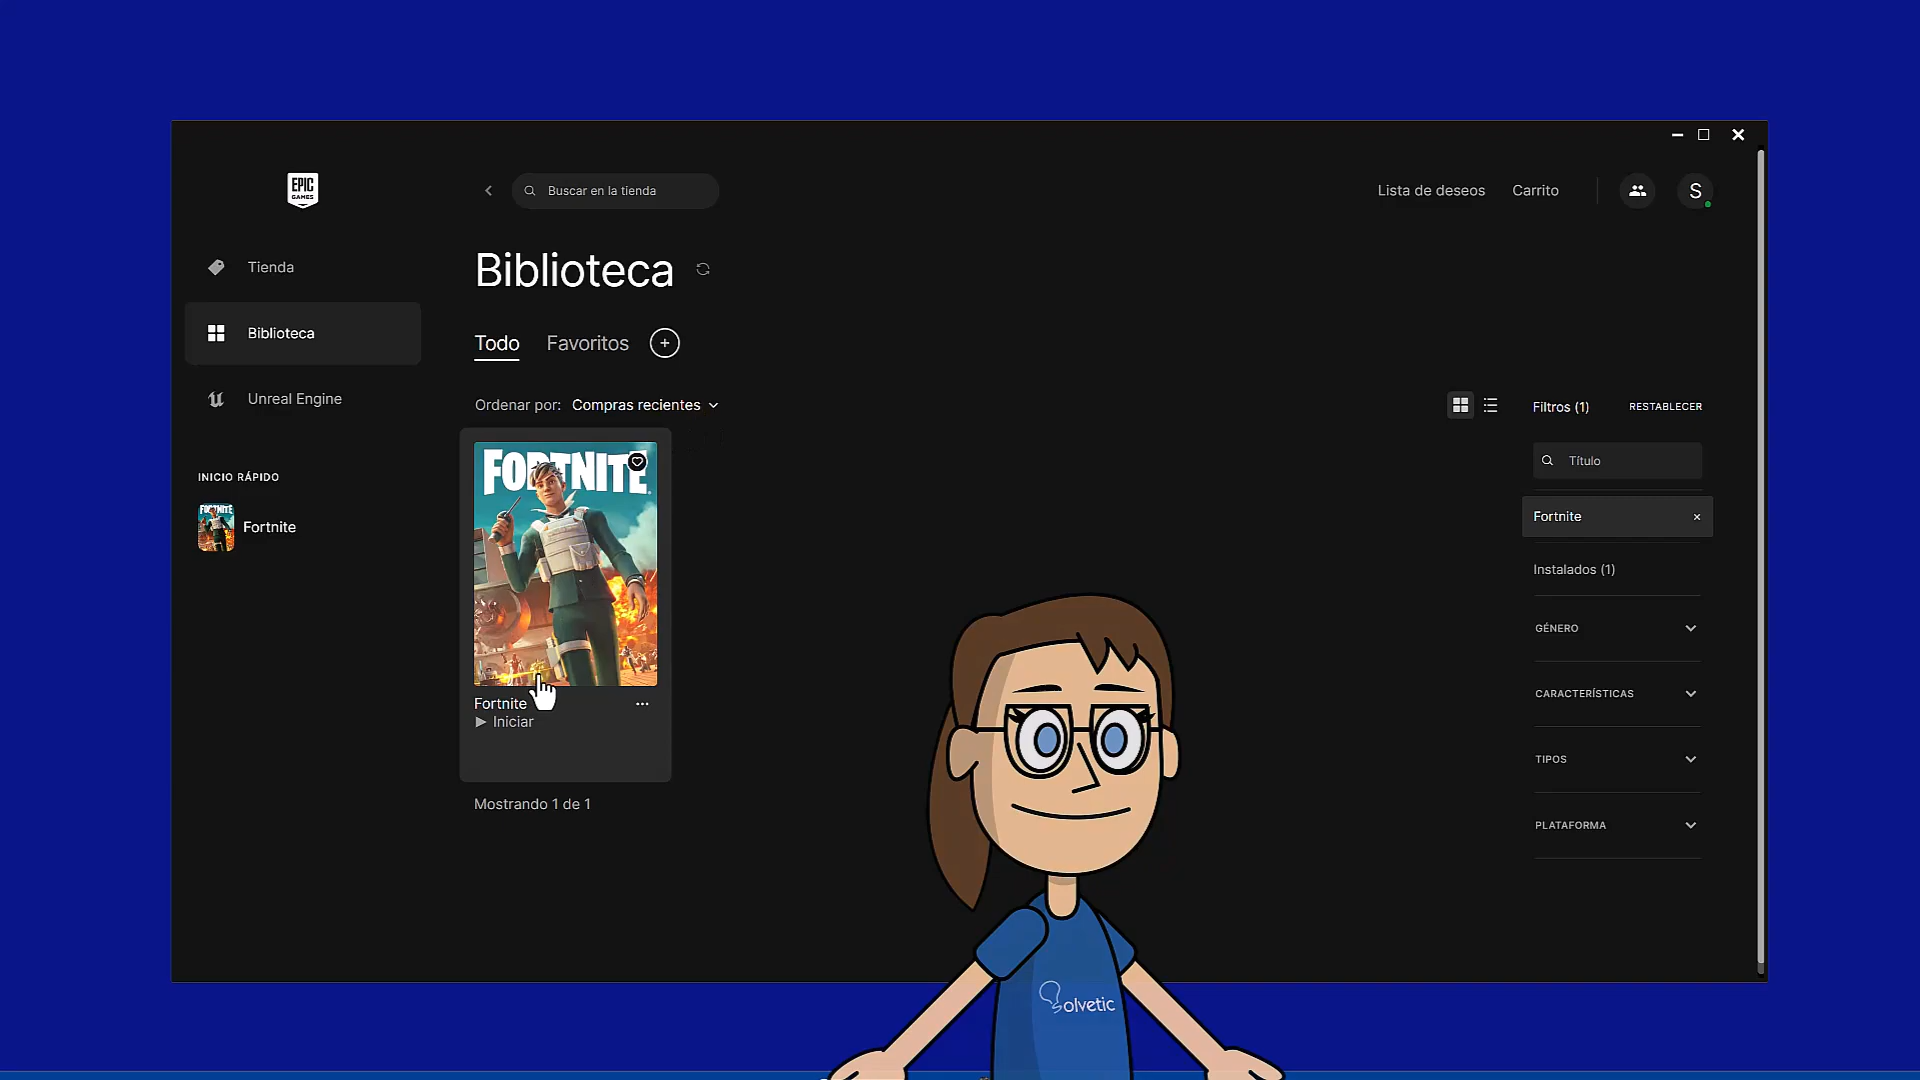 EPIC
GAMES
Buscar en la tienda
Lista de deseos
Carrito
S
Tienda
Biblioteca
Unreal Engine
INICIO RÁPIDO
FORTNITE
Fortnite
Biblioteca
Todo
Favoritos
Ordenar por: Compras recientes
FORTNITE
Fortnite
Iniciar
Mostrando 1 de 1
Filtros (1)
RESTABLECER
Título
Fortnite
Instalados (1)
GÉNERO
CARACTERÍSTICAS
TIPOS
PLATAFORMA
Solvetic